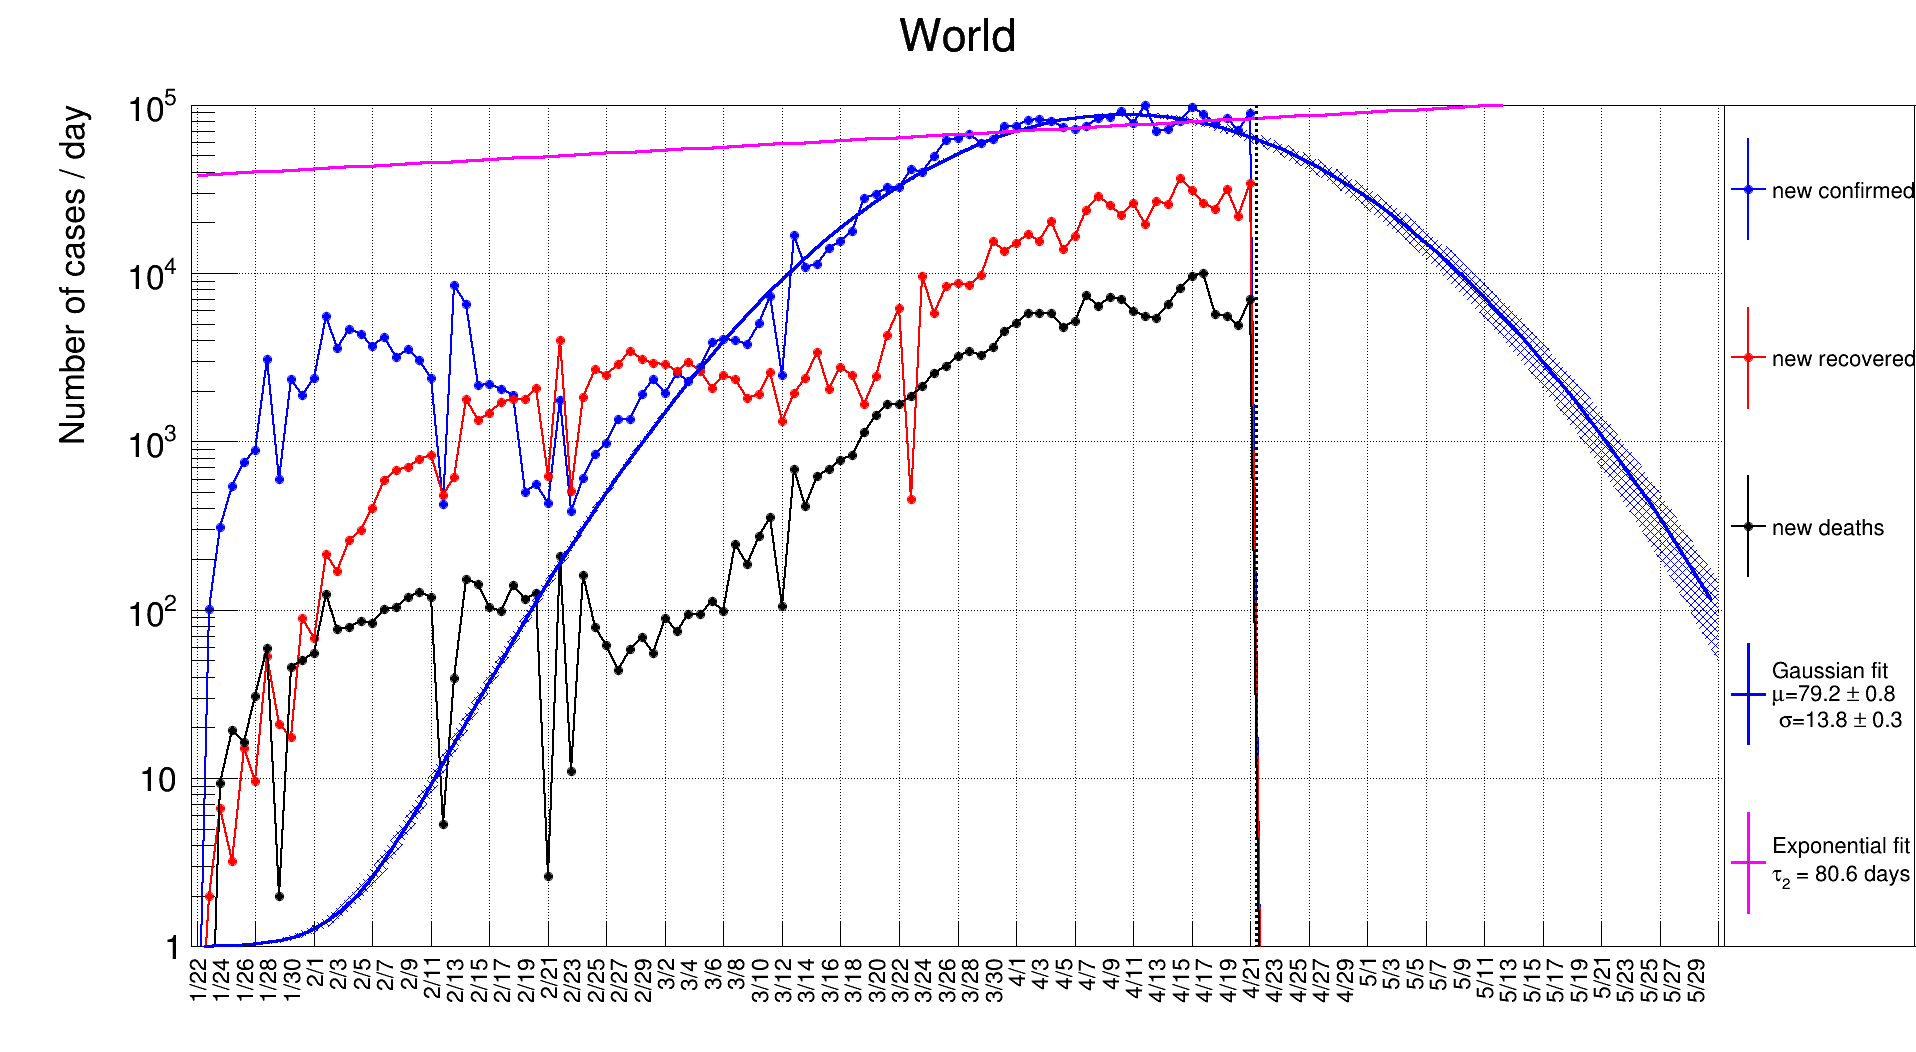 World
Number of cases / day
10^5
10^4
10^3
10^2
10
1
1/22 1/24 1/26 1/28 1/30 2/1 2/3 2/5 2/7 2/9 2/11 2/13 2/15 2/17 2/19 2/21 2/23 2/25 2/27 2/29 3/2 3/4 3/6 3/8 3/10 3/12 3/14 3/16 3/18 3/20 3/22 3/24 3/26 3/28 3/30 4/1 4/3 4/5 4/7 4/9 4/11 4/13 4/15 4/17 4/19 4/21 4/23 4/25 4/27 4/29 5/1 5/3 5/5 5/7 5/9 5/11 5/13 5/15 5/17 5/19 5/21 5/23 5/25 5/27 5/29
new confirmed
new recovered
new deaths
Gaussian fit
μ=79.2 ± 0.8
σ=13.8 ± 0.3
Exponential fit
τ₂ = 80.6 days